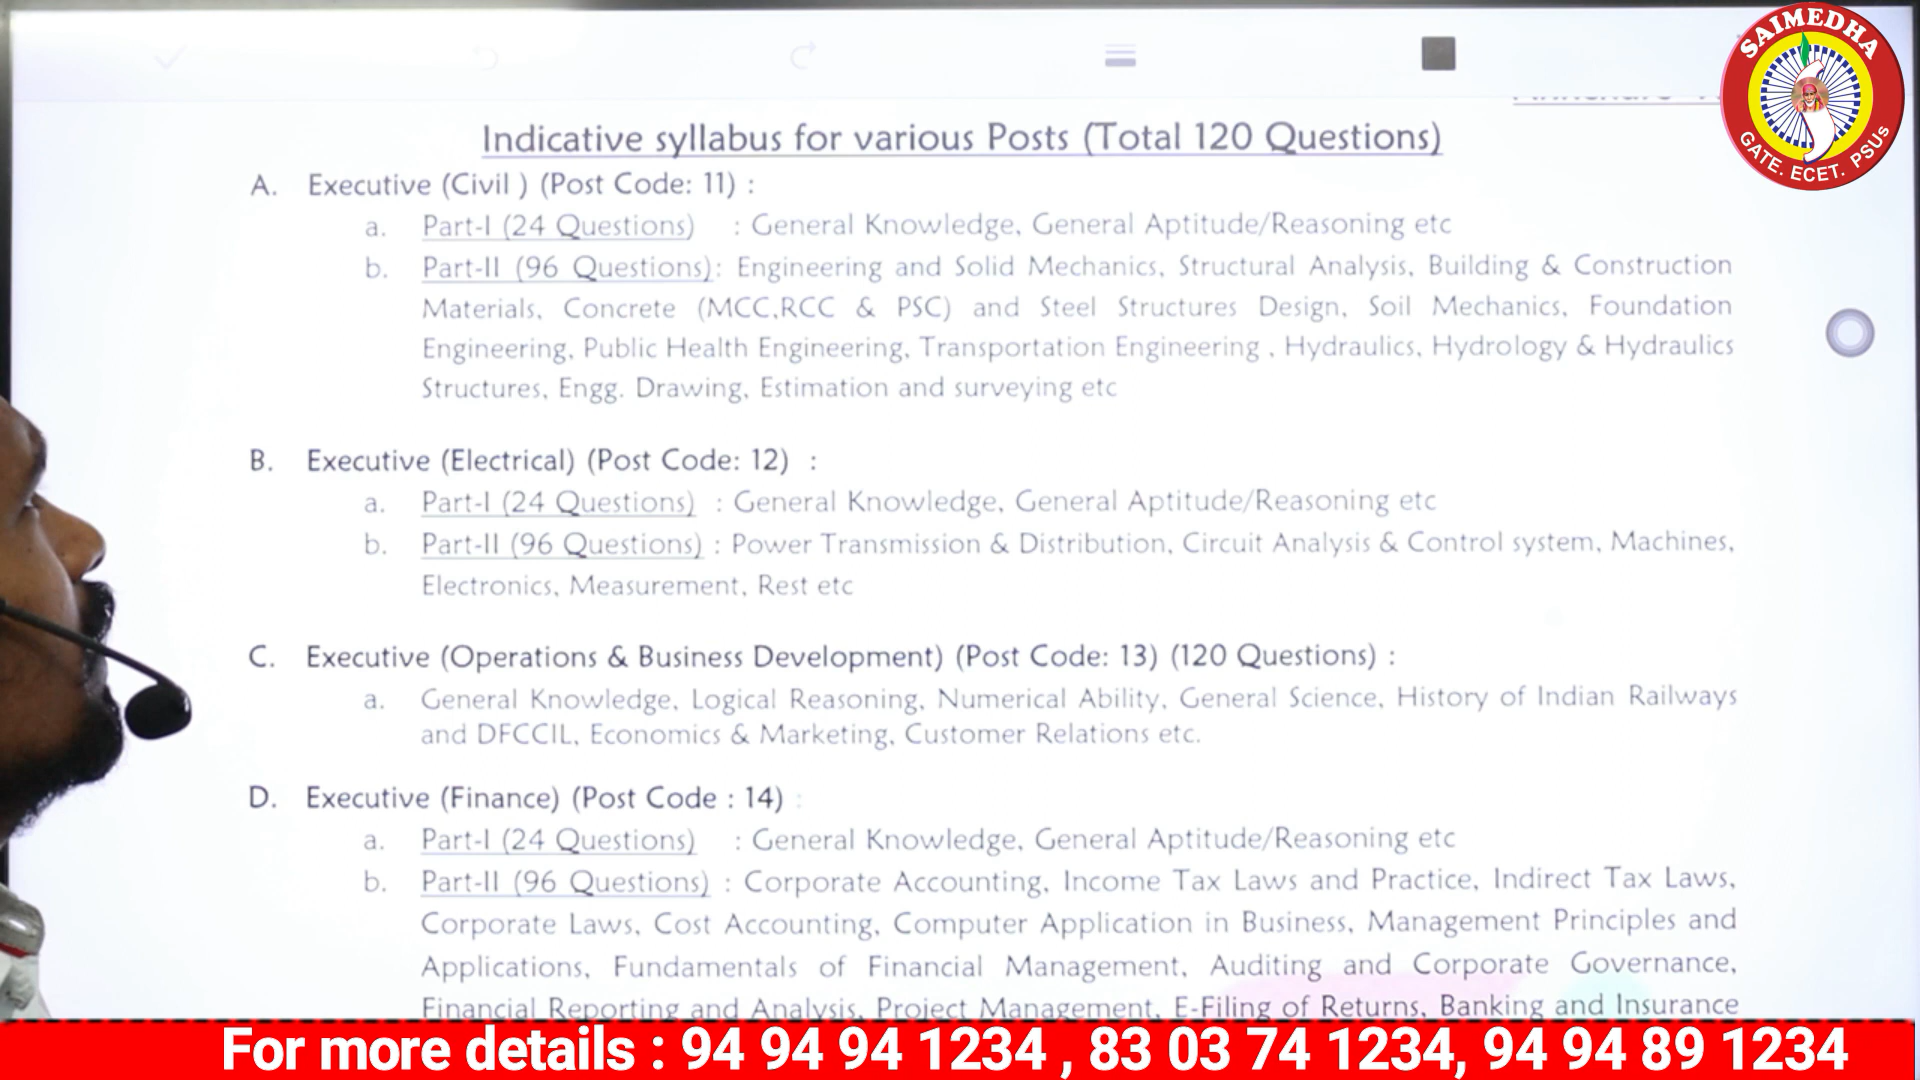 SAIMEDHA
GATE. ECET. PSUs
Indicative syllabus for various Posts (Total 120 Questions)
A. Executive (Civil ) (Post Code: 11) :
a. Part-I (24 Questions) : General Knowledge, General Aptitude/Reasoning etc
b. Part-II (96 Questions): Engineering and Solid Mechanics, Structural Analysis, Building & Construction
Materials, Concrete (MCC,RCC & PSC) and Steel Structures Design, Soil Mechanics, Foundation
Engineering, Public Health Engineering, Transportation Engineering , Hydraulics, Hydrology & Hydraulics
Structures, Engg. Drawing, Estimation and surveying etc
B. Executive (Electrical) (Post Code: 12) :
a. Part-I (24 Questions) : General Knowledge, General Aptitude/Reasoning etc
b. Part-II (96 Questions) : Power Transmission & Distribution, Circuit Analysis & Control system, Machines,
Electronics, Measurement, Rest etc
C. Executive (Operations & Business Development) (Post Code: 13) (120 Questions) :
a. General Knowledge, Logical Reasoning, Numerical Ability, General Science, History of Indian Railways
and DFCCIL, Economics & Marketing, Customer Relations etc.
D. Executive (Finance) (Post Code : 14) :
a. Part-I (24 Questions) : General Knowledge, General Aptitude/Reasoning etc
b. Part-II (96 Questions) : Corporate Accounting, Income Tax Laws and Practice, Indirect Tax Laws,
Corporate Laws, Cost Accounting, Computer Application in Business, Management Principles and
Applications, Fundamentals of Financial Management, Auditing and Corporate Governance,
Financial Reporting and Analysis, Project Management, E-Filing of Returns, Banking and Insurance
For more details : 94 94 94 1234 , 83 03 74 1234, 94 94 89 1234